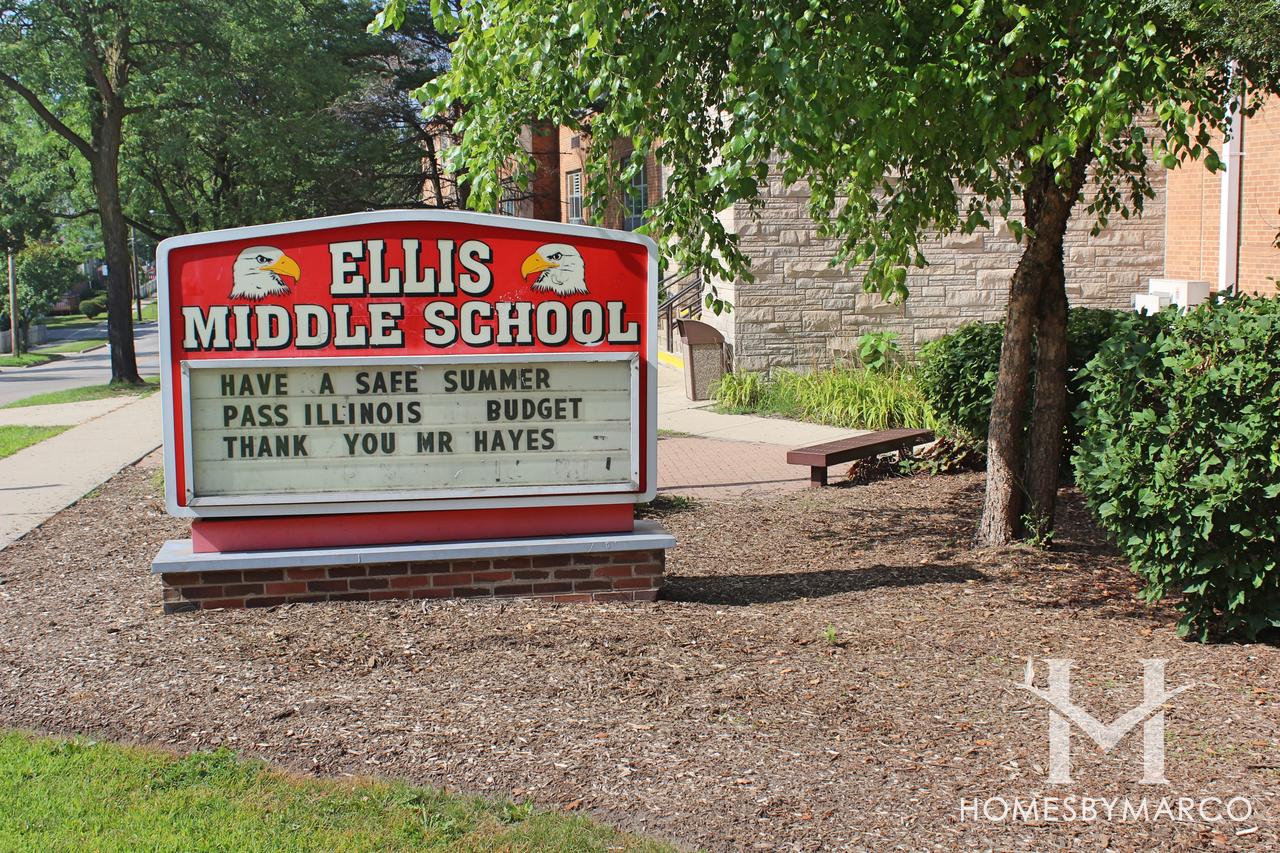 ELLIS
MIDDLE SCHOOL
HAVE A SAFE SUMMER
PASS ILLINOIS BUDGET
THANK YOU MR HAYES
HOMESBYMARCO